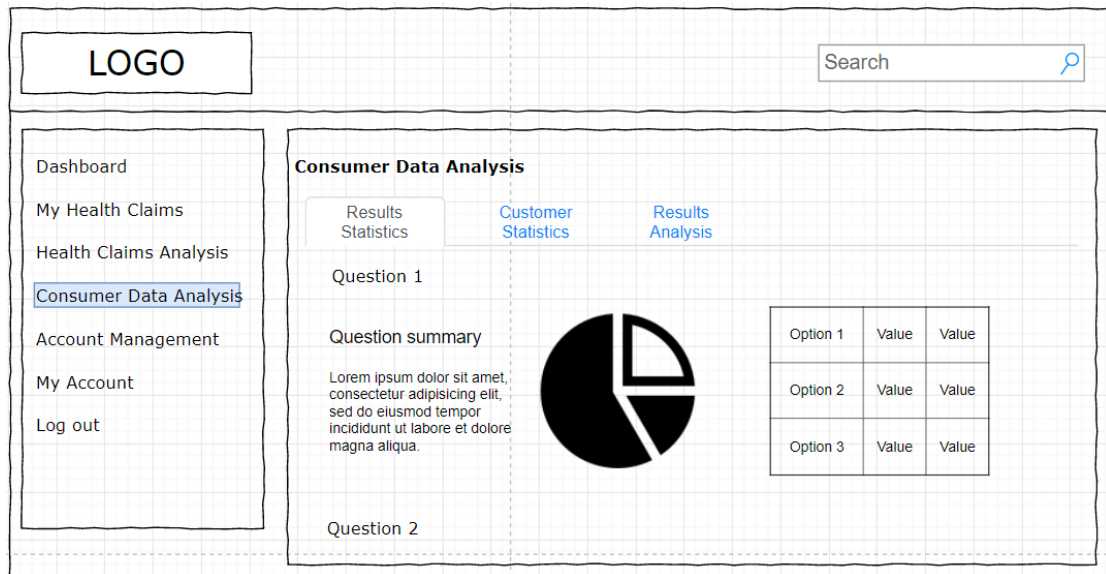 LOGO
Search
Dashboard
My Health Claims
Health Claims Analysis
Consumer Data Analysis
Account Management
My Account
Log out
Consumer Data Analysis
Results
Statistics
Customer
Statistics
Results
Analysis
Question 1
Question summary
Lorem ipsum dolor sit amet,
consectetur adipisicing elit,
sed do eiusmod tempor
incididunt ut labore et dolore
magna aliqua.
Option 1 Value Value
Option 2 Value Value
Option 3 Value Value
Question 2